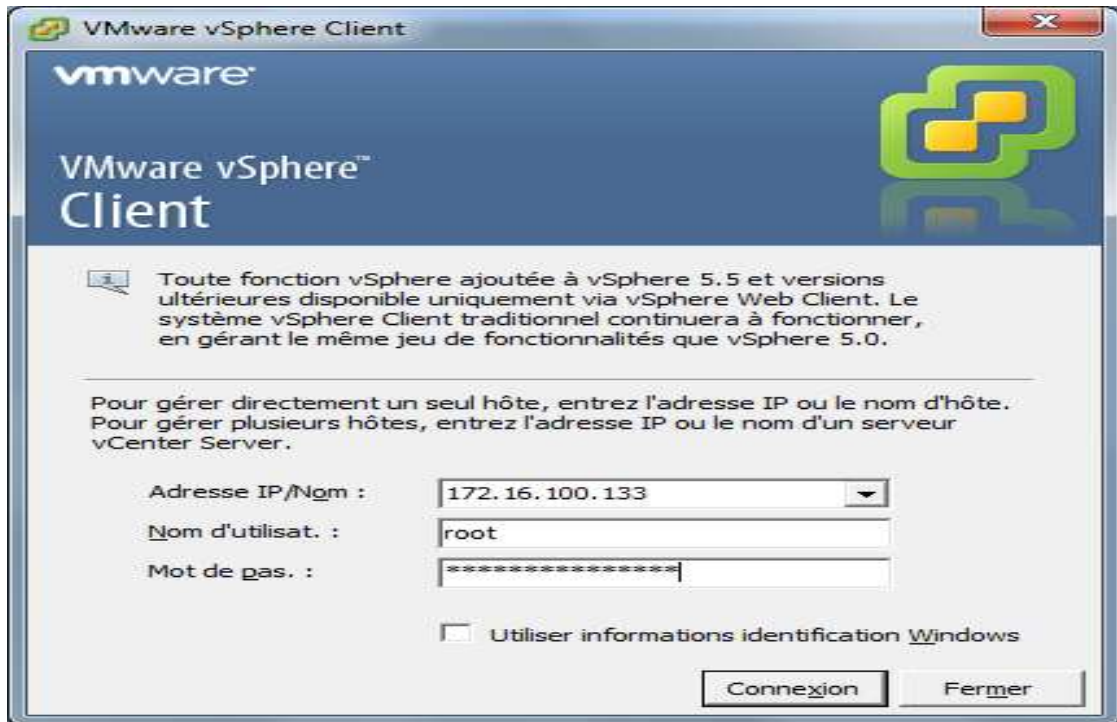 VMware vSphere Client
vmware
VMware vSphere™
Client
Toute fonction vSphere ajoutée à vSphere 5.5 et versions
ultérieures disponible uniquement via vSphere Web Client. Le
système vSphere Client traditionnel continuera à fonctionner,
en gérant le même jeu de fonctionnalités que vSphere 5.0.
Pour gérer directement un seul hôte, entrez l'adresse IP ou le nom d'hôte.
Pour gérer plusieurs hôtes, entrez l'adresse IP ou le nom d'un serveur
vCenter Server.
Adresse IP/Nom : 172.16.100.133
Nom d'utilisat. : root
Mot de pas. : ***************
Utiliser informations identification Windows
Connexion Fermer